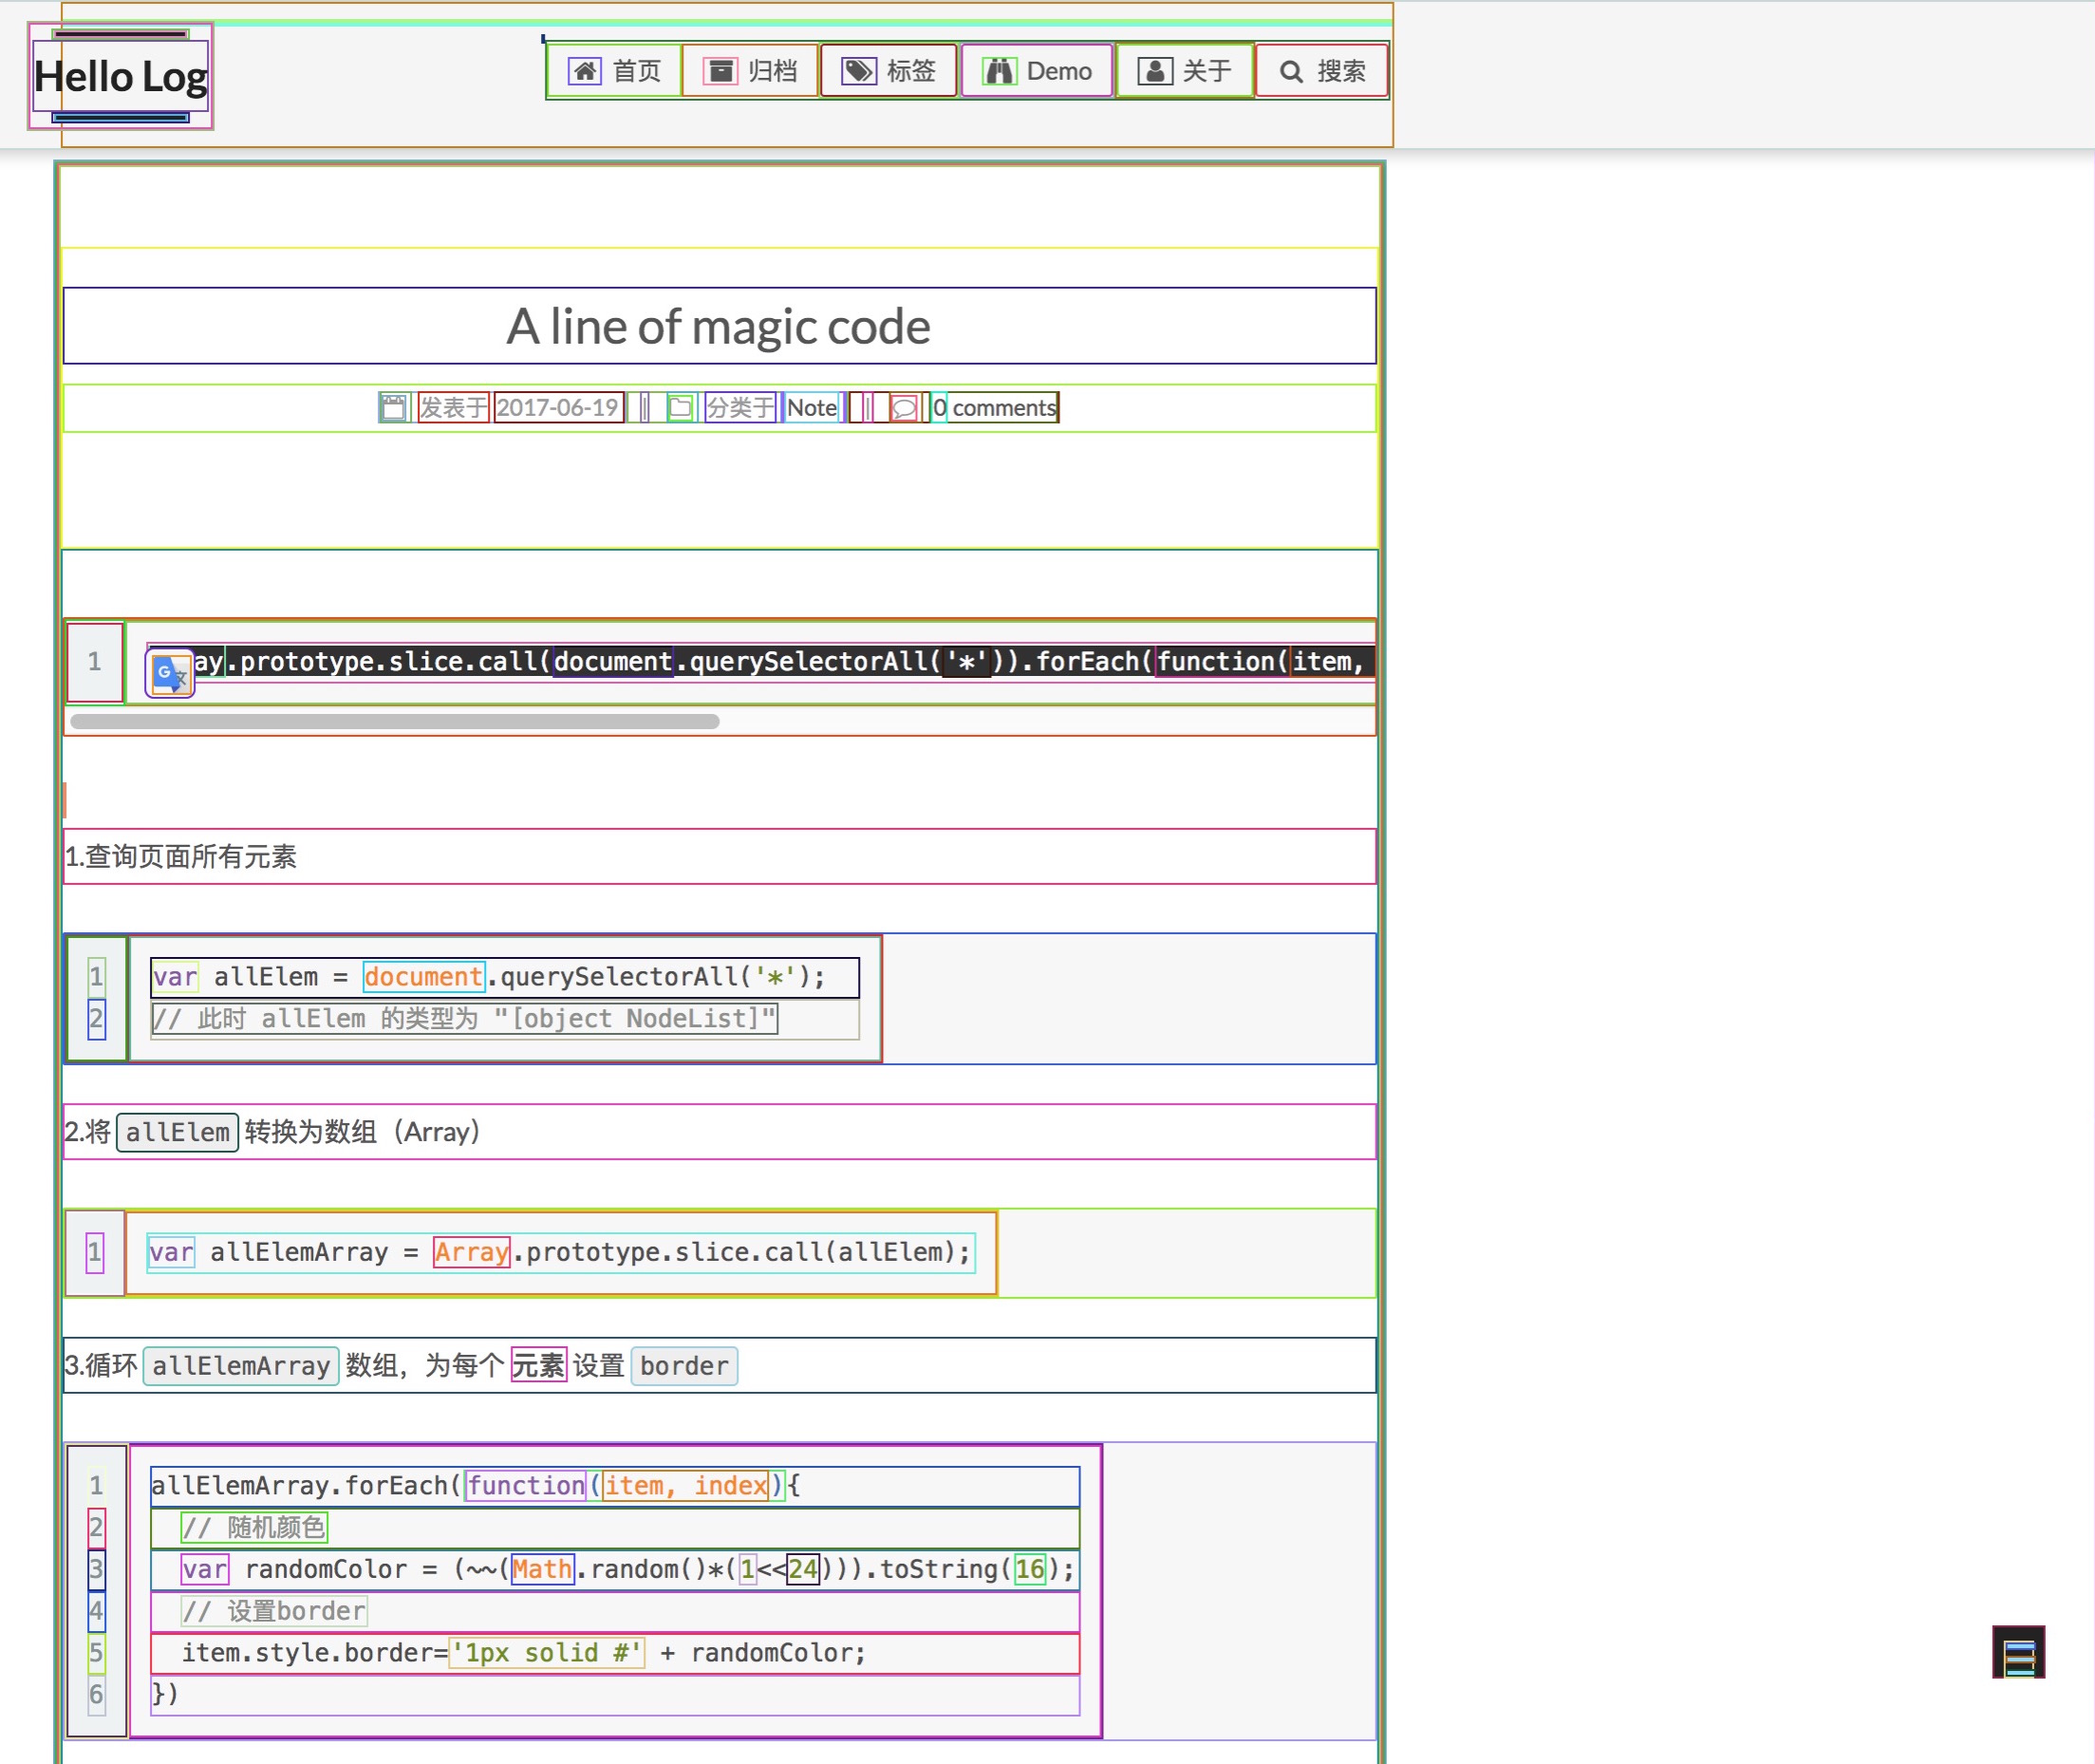 Hello Log
首页 归档 标签 Demo 关于 搜索
A line of magic code
发表于 2017-06-19 | 分类于 Note | 0 comments
1 ay.prototype.slice.call(document.querySelectorAll('*')).forEach(function(item,
1.查询页面所有元素
1 var allElem = document.querySelectorAll('*');
2 // 此时 allElem 的类型为 "[object NodeList]"
2.将 allElem 转换为数组（Array）
1 var allElemArray = Array.prototype.slice.call(allElem);
3.循环 allElemArray 数组，为每个 元素 设置 border
1 allElemArray.forEach(function(item, index){
2 // 随机颜色
3 var randomColor = (~~(Math.random()*(1<<24))).toString(16);
4 // 设置border
5 item.style.border='1px solid #' + randomColor;
6 })